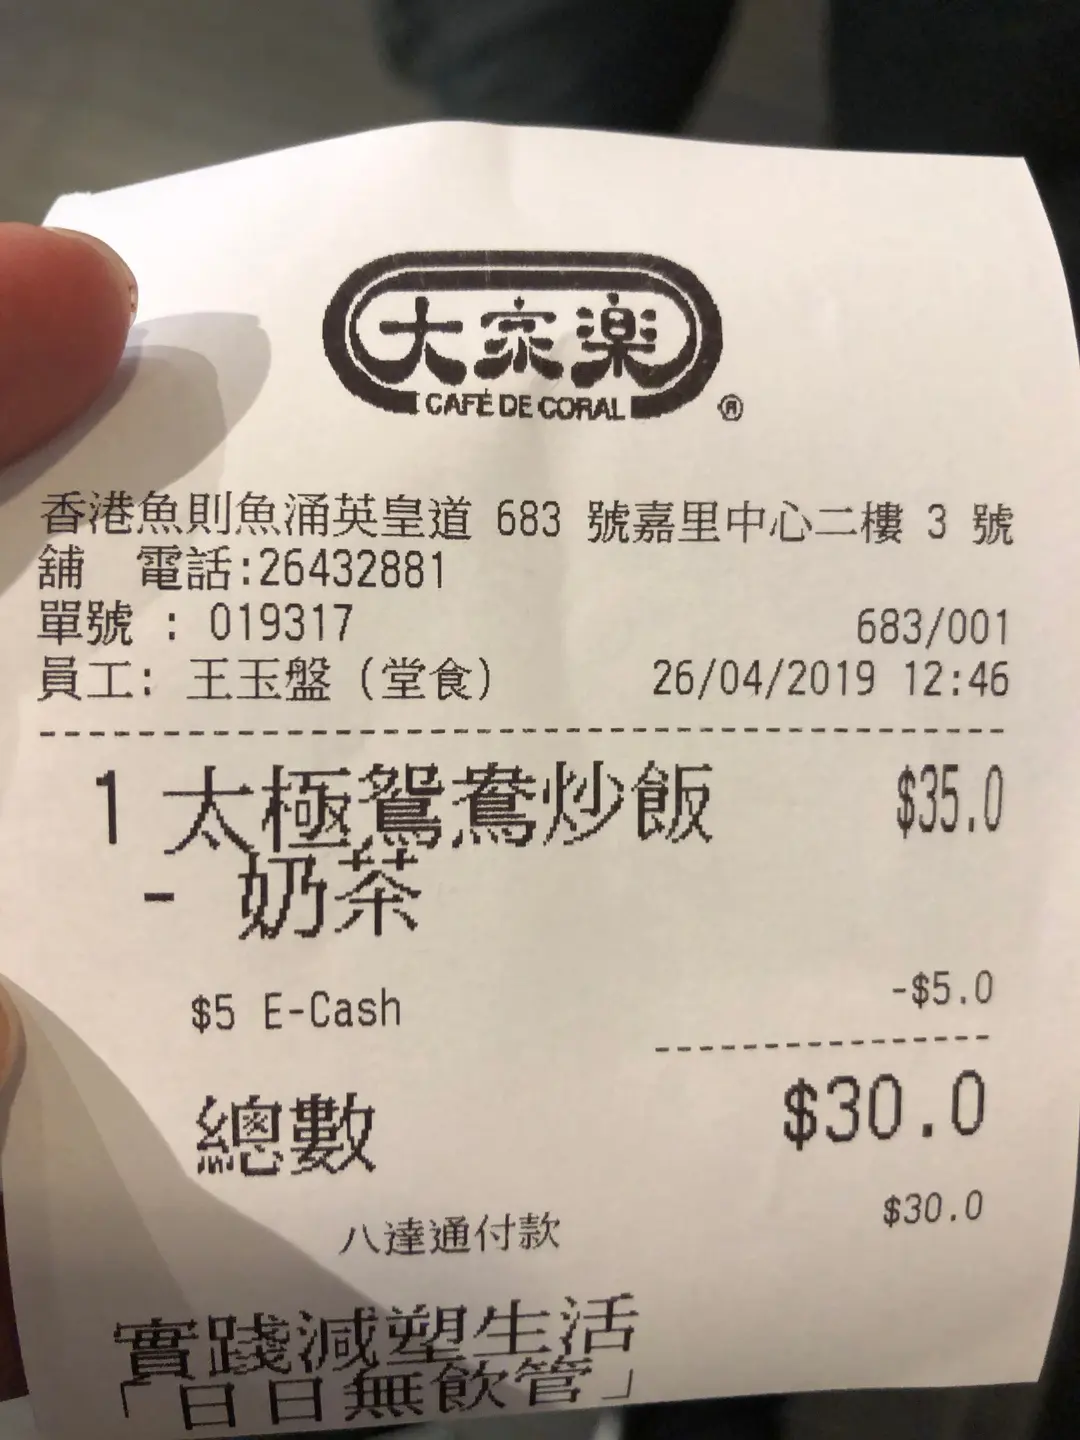 大家楽
CAFÉ DE CORAL ®
香港魚則魚涌英皇道 683 號嘉里中心二樓 3 號
舖 電話:26432881
單號 : 019317 683/001
員工: 王玉盤 (堂食) 26/04/2019 12:46
1 太極鴛鴦炒飯 $35.0
- 奶茶
$5 E-Cash -$5.0
總數 $30.0
八達通付款 $30.0
實踐減塑生活
「日日無飲管」